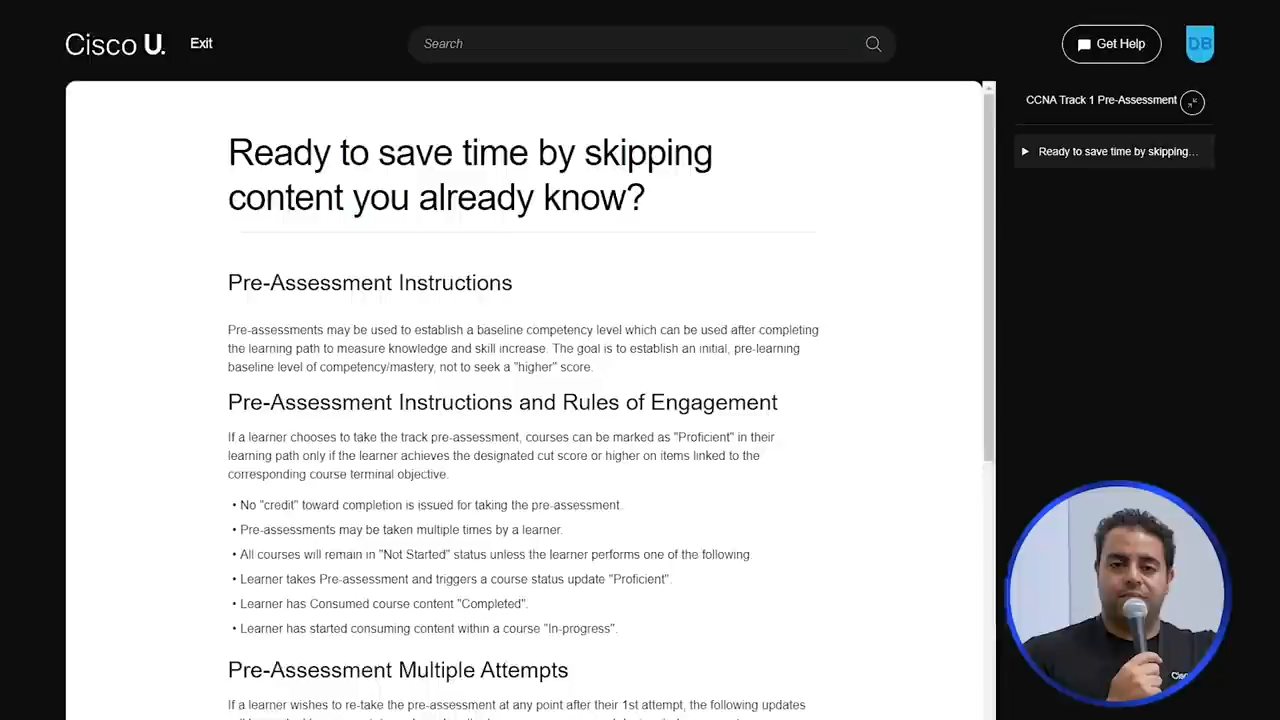 Cisco U.
Exit
Search
Get Help
DB
CCNA Track 1 Pre-Assessment
Ready to save time by skipping...
Ready to save time by skipping
content you already know?
Pre-Assessment Instructions
Pre-assessments may be used to establish a baseline competency level which can be used after completing
the learning path to measure knowledge and skill increase. The goal is to establish an initial, pre-learning
baseline level of competency/mastery, not to seek a "higher" score.
Pre-Assessment Instructions and Rules of Engagement
If a learner chooses to take the track pre-assessment, courses can be marked as "Proficient" in their
learning path only if the learner achieves the designated cut score or higher on items linked to the
corresponding course terminal objective.
• No "credit" toward completion is issued for taking the pre-assessment.
• Pre-assessments may be taken multiple times by a learner.
• All courses will remain in "Not Started" status unless the learner performs one of the following.
• Learner takes Pre-assessment and triggers a course status update "Proficient".
• Learner has Consumed course content "Completed".
• Learner has started consuming content within a course "In-progress".
Pre-Assessment Multiple Attempts
If a learner wishes to re-take the pre-assessment at any point after their 1st attempt, the following updates